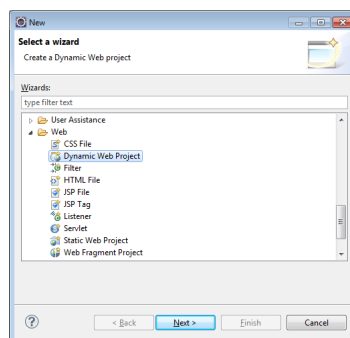 New
Select a wizard
Create a Dynamic Web project
Wizards:
type filter text
User Assistance
Web
CSS File
Dynamic Web Project
Filter
HTML File
JSP File
JSP Tag
Listener
Servlet
Static Web Project
Web Fragment Project
? < Back Next > Finish Cancel